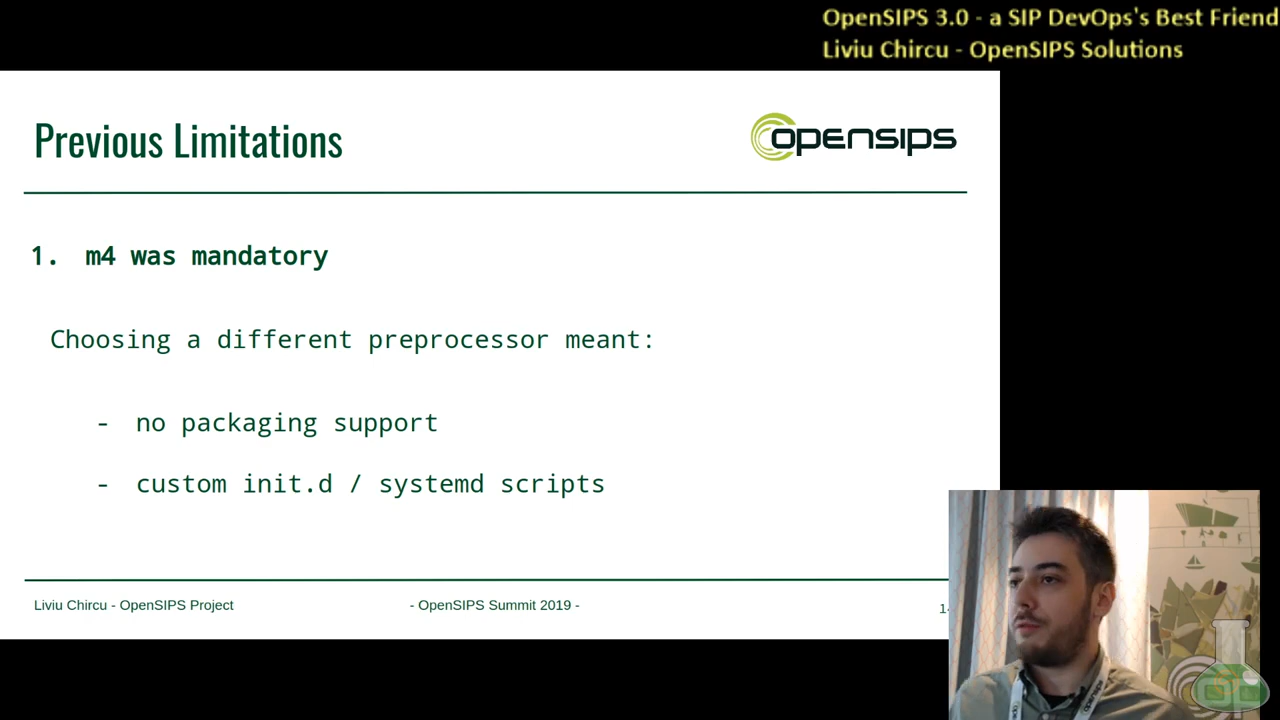 OpenSIPS 3.0 - a SIP DevOps's Best Friend
Liviu Chircu - OpenSIPS Solutions
Previous Limitations
opensips
1. m4 was mandatory
Choosing a different preprocessor meant:
- no packaging support
- custom init.d / systemd scripts
Liviu Chircu - OpenSIPS Project
- OpenSIPS Summit 2019 -
opensips